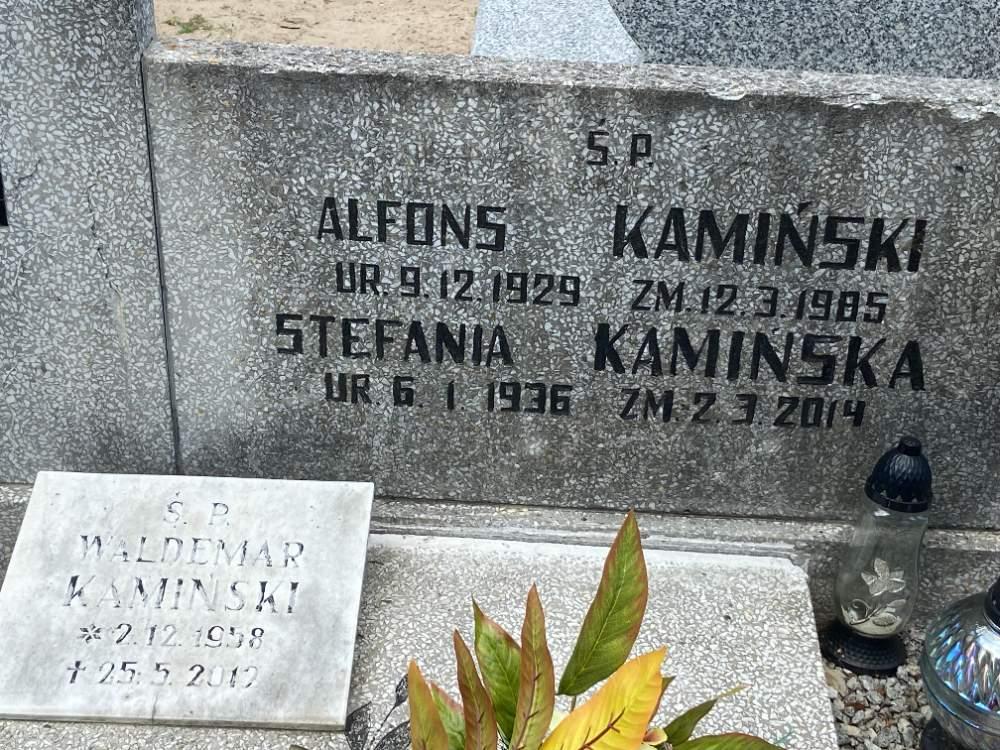 Ś.P.
ALFONS KAMIŃSKI
UR. 9.12.1929 ZM.12.3.1985
STEFANIA KAMIŃSKA
UR. 6.1.1936 ZM.2.3.2014
Ś. P.
WALDEMAR
KAMIŃSKI
* 2.12.1958
† 25.5.2012